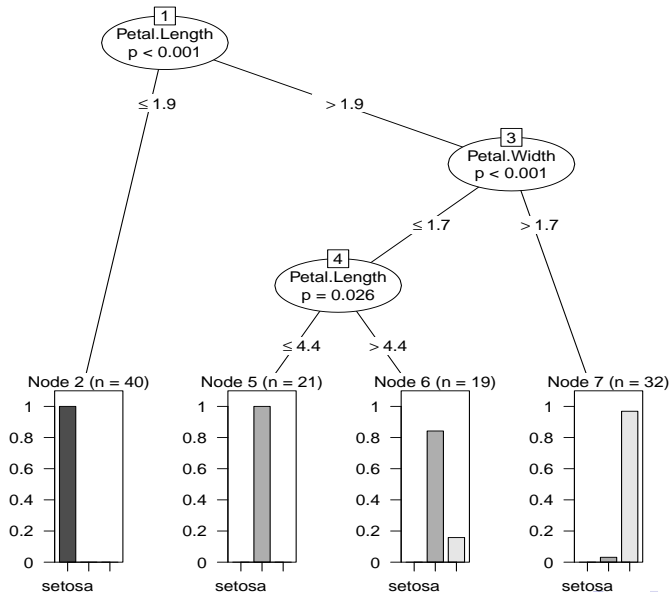 1
Petal.Length
p < 0.001
≤ 1.9
> 1.9
3
Petal.Width
p < 0.001
≤ 1.7
> 1.7
4
Petal.Length
p = 0.026
≤ 4.4
> 4.4
Node 2 (n = 40)
1
0.8
0.6
0.4
0.2
0
setosa
Node 5 (n = 21)
1
0.8
0.6
0.4
0.2
0
setosa
Node 6 (n = 19)
1
0.8
0.6
0.4
0.2
0
setosa
Node 7 (n = 32)
1
0.8
0.6
0.4
0.2
0
setosa